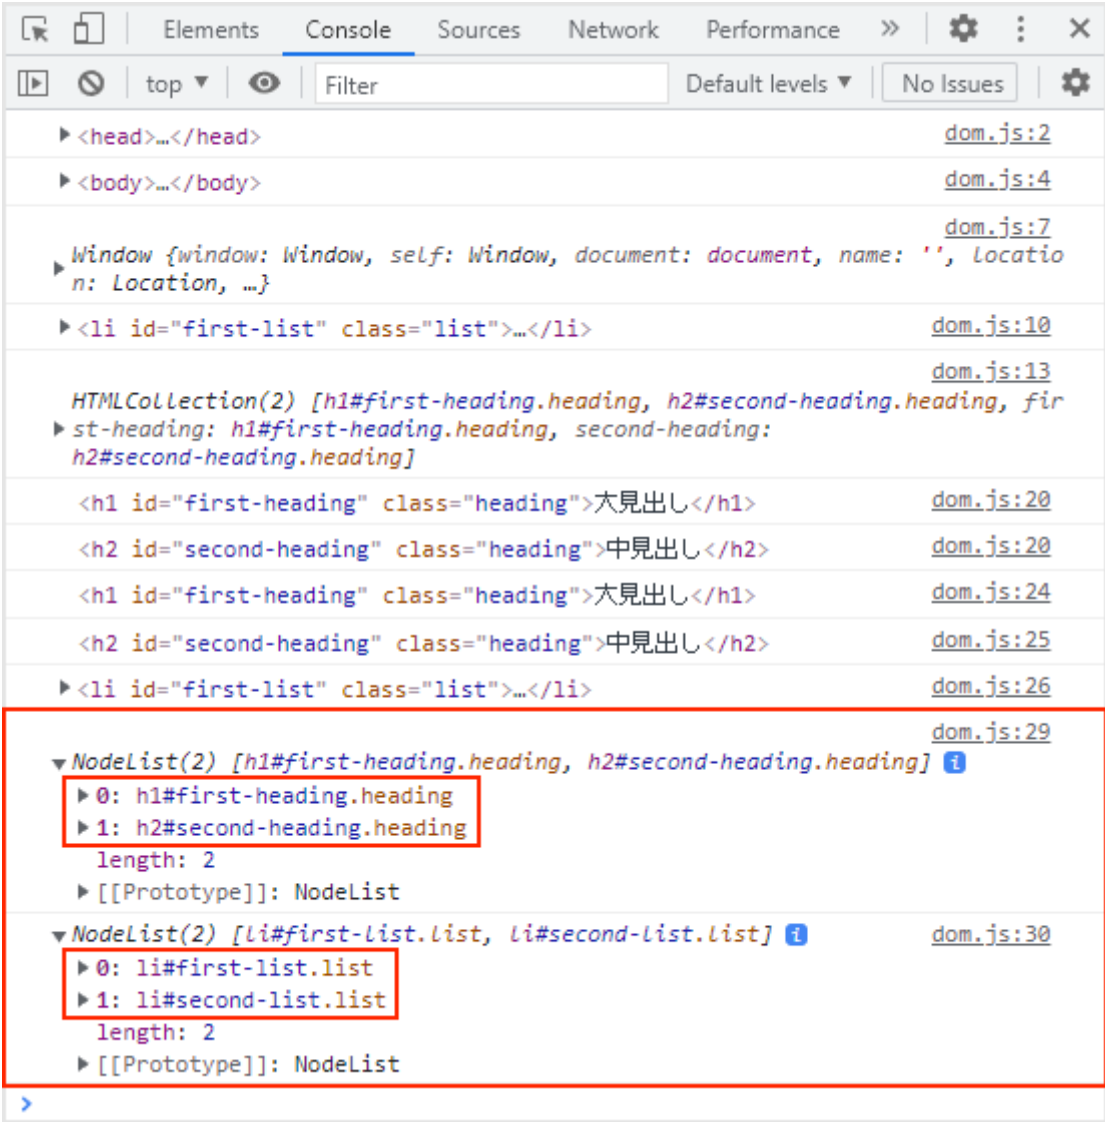 Elements Console Sources Network Performance »
top ▼ Filter Default levels ▼ No Issues
▶<head>…</head> dom.js:2
▶<body>…</body> dom.js:4
dom.js:7
Window {window: Window, self: Window, document: document, name: '', Locatio
▶
n: Location, …}
▶<li id="first-list" class="list">…</li> dom.js:10
dom.js:13
HTMLCollection(2) [h1#first-heading.heading, h2#second-heading.heading, fir
▶st-heading: h1#first-heading.heading, second-heading:
h2#second-heading.heading]
<h1 id="first-heading" class="heading">大見出し</h1> dom.js:20
<h2 id="second-heading" class="heading">中見出し</h2> dom.js:20
<h1 id="first-heading" class="heading">大見出し</h1> dom.js:24
<h2 id="second-heading" class="heading">中見出し</h2> dom.js:25
▶<li id="first-list" class="list">…</li> dom.js:26
dom.js:29
▼NodeList(2) [h1#first-heading.heading, h2#second-heading.heading] i
▶0: h1#first-heading.heading
▶1: h2#second-heading.heading
length: 2
▶[[Prototype]]: NodeList
▼NodeList(2) [li#first-list.list, li#second-list.list] i dom.js:30
▶0: li#first-list.list
▶1: li#second-list.list
length: 2
▶[[Prototype]]: NodeList
>